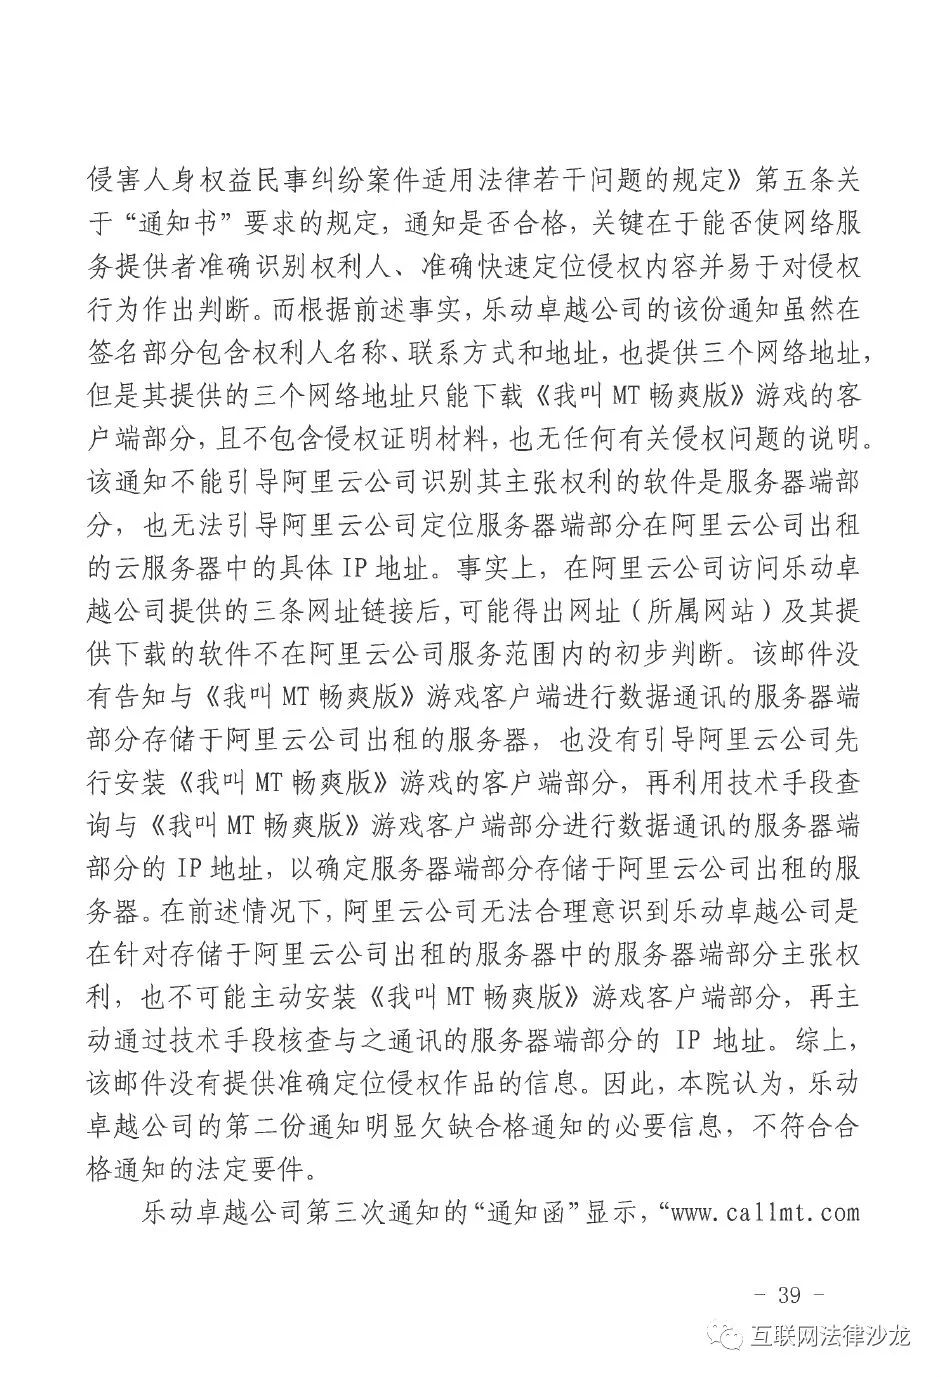 侵害人身权益民事纠纷案件适用法律若干问题的规定》第五条关
于“通知书”要求的规定，通知是否合格，关键在于能否使网络服
务提供者准确识别权利人、准确快速定位侵权内容并易于对侵权
行为作出判断。而根据前述事实，乐动卓越公司的该份通知虽然在
签名部分包含权利人名称、联系方式和地址，也提供三个网络地址，
但是其提供的三个网络地址只能下载《我叫 MT 畅爽版》游戏的客
户端部分，且不包含侵权证明材料，也无任何有关侵权问题的说明。
该通知不能引导阿里云公司识别其主张权利的软件是服务器端部
分，也无法引导阿里云公司定位服务器端部分在阿里云公司出租
的云服务器中的具体 IP 地址。事实上，在阿里云公司访问乐动卓
越公司提供的三条网址链接后，可能得出网址（所属网站）及其提
供下载的软件不在阿里云公司服务范围内的初步判断。该邮件没
有告知与《我叫 MT 畅爽版》游戏客户端进行数据通讯的服务器端
部分存储于阿里云公司出租的服务器，也没有引导阿里云公司先
行安装《我叫 MT 畅爽版》游戏的客户端部分，再利用技术手段查
询与《我叫 MT 畅爽版》游戏客户端部分进行数据通讯的服务器端
部分的 IP 地址，以确定服务器端部分存储于阿里云公司出租的服
务器。在前述情况下，阿里云公司无法合理意识到乐动卓越公司是
在针对存储于阿里云公司出租的服务器中的服务器端部分主张权
利，也不可能主动安装《我叫 MT 畅爽版》游戏客户端部分，再主
动通过技术手段核查与之通讯的服务器端部分的 IP 地址。综上，
该邮件没有提供准确定位侵权作品的信息。因此，本院认为，乐动
卓越公司的第二份通知明显欠缺合格通知的必要信息，不符合合
格通知的法定要件。
乐动卓越公司第三次通知的“通知函”显示，“www.callmt.com
- 39 -
互联网法律沙龙